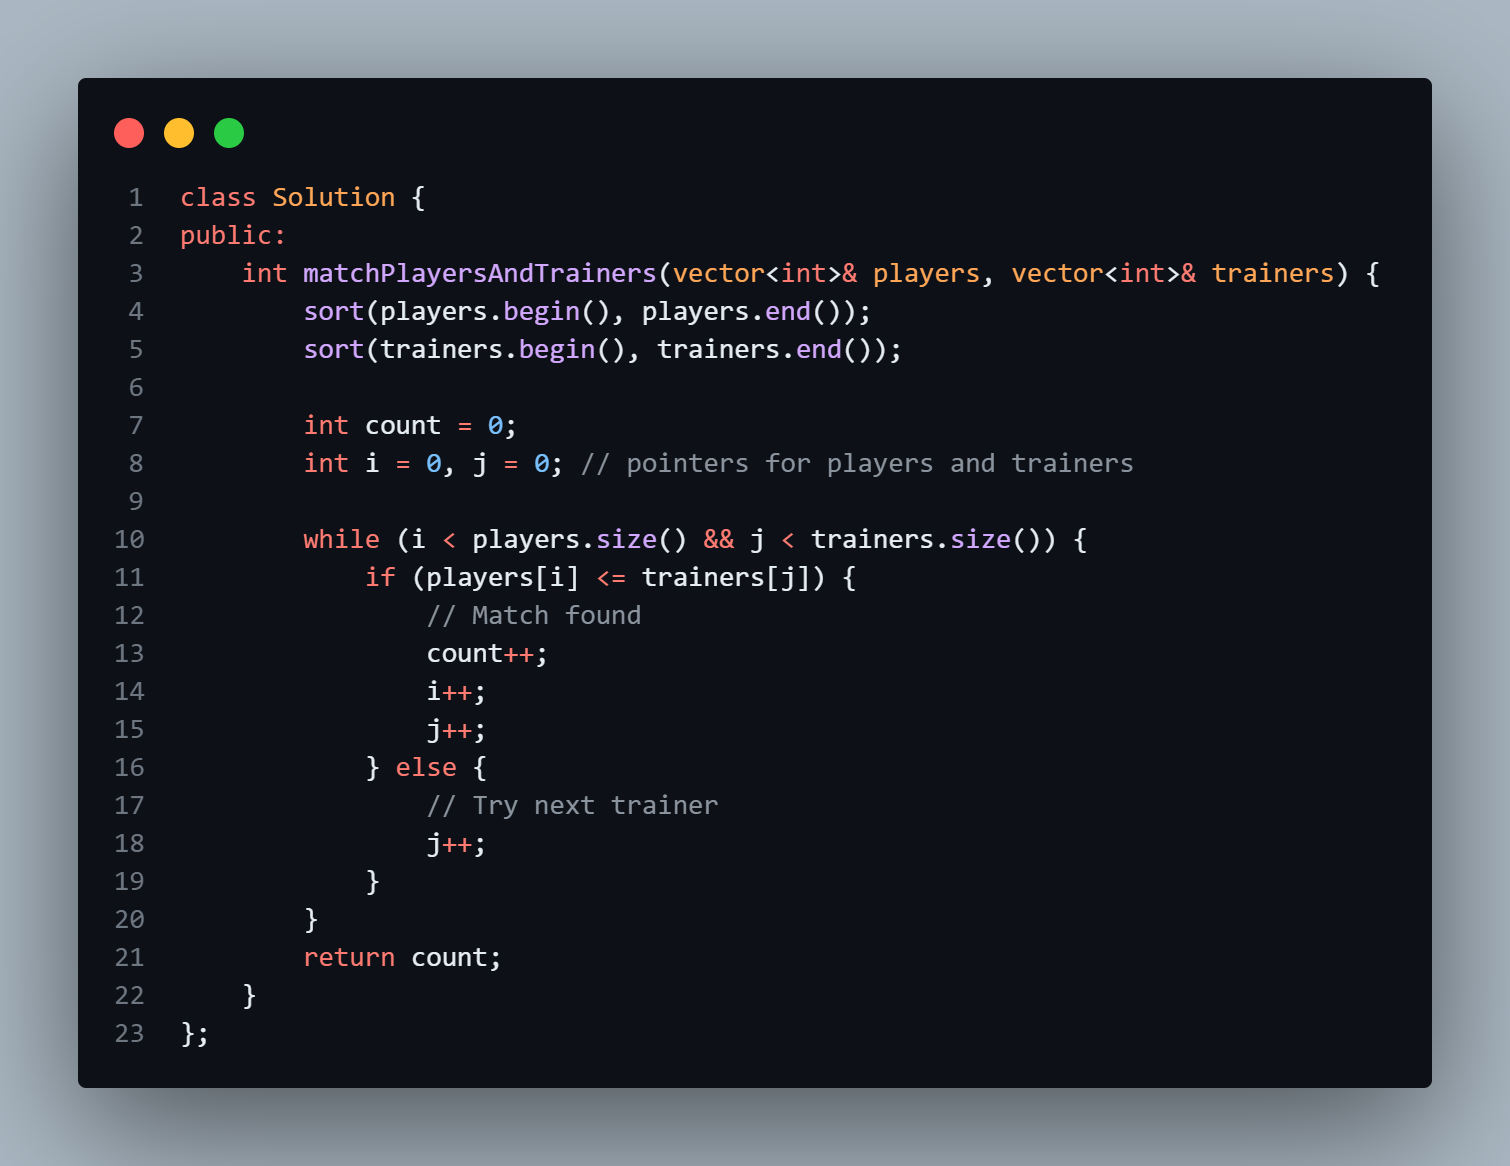 1 class Solution {
2 public:
3     int matchPlayersAndTrainers(vector<int>& players, vector<int>& trainers) {
4         sort(players.begin(), players.end());
5         sort(trainers.begin(), trainers.end());
6
7         int count = 0;
8         int i = 0, j = 0; // pointers for players and trainers
9
10         while (i < players.size() && j < trainers.size()) {
11             if (players[i] <= trainers[j]) {
12                 // Match found
13                 count++;
14                 i++;
15                 j++;
16             } else {
17                 // Try next trainer
18                 j++;
19             }
20         }
21         return count;
22     }
23 };